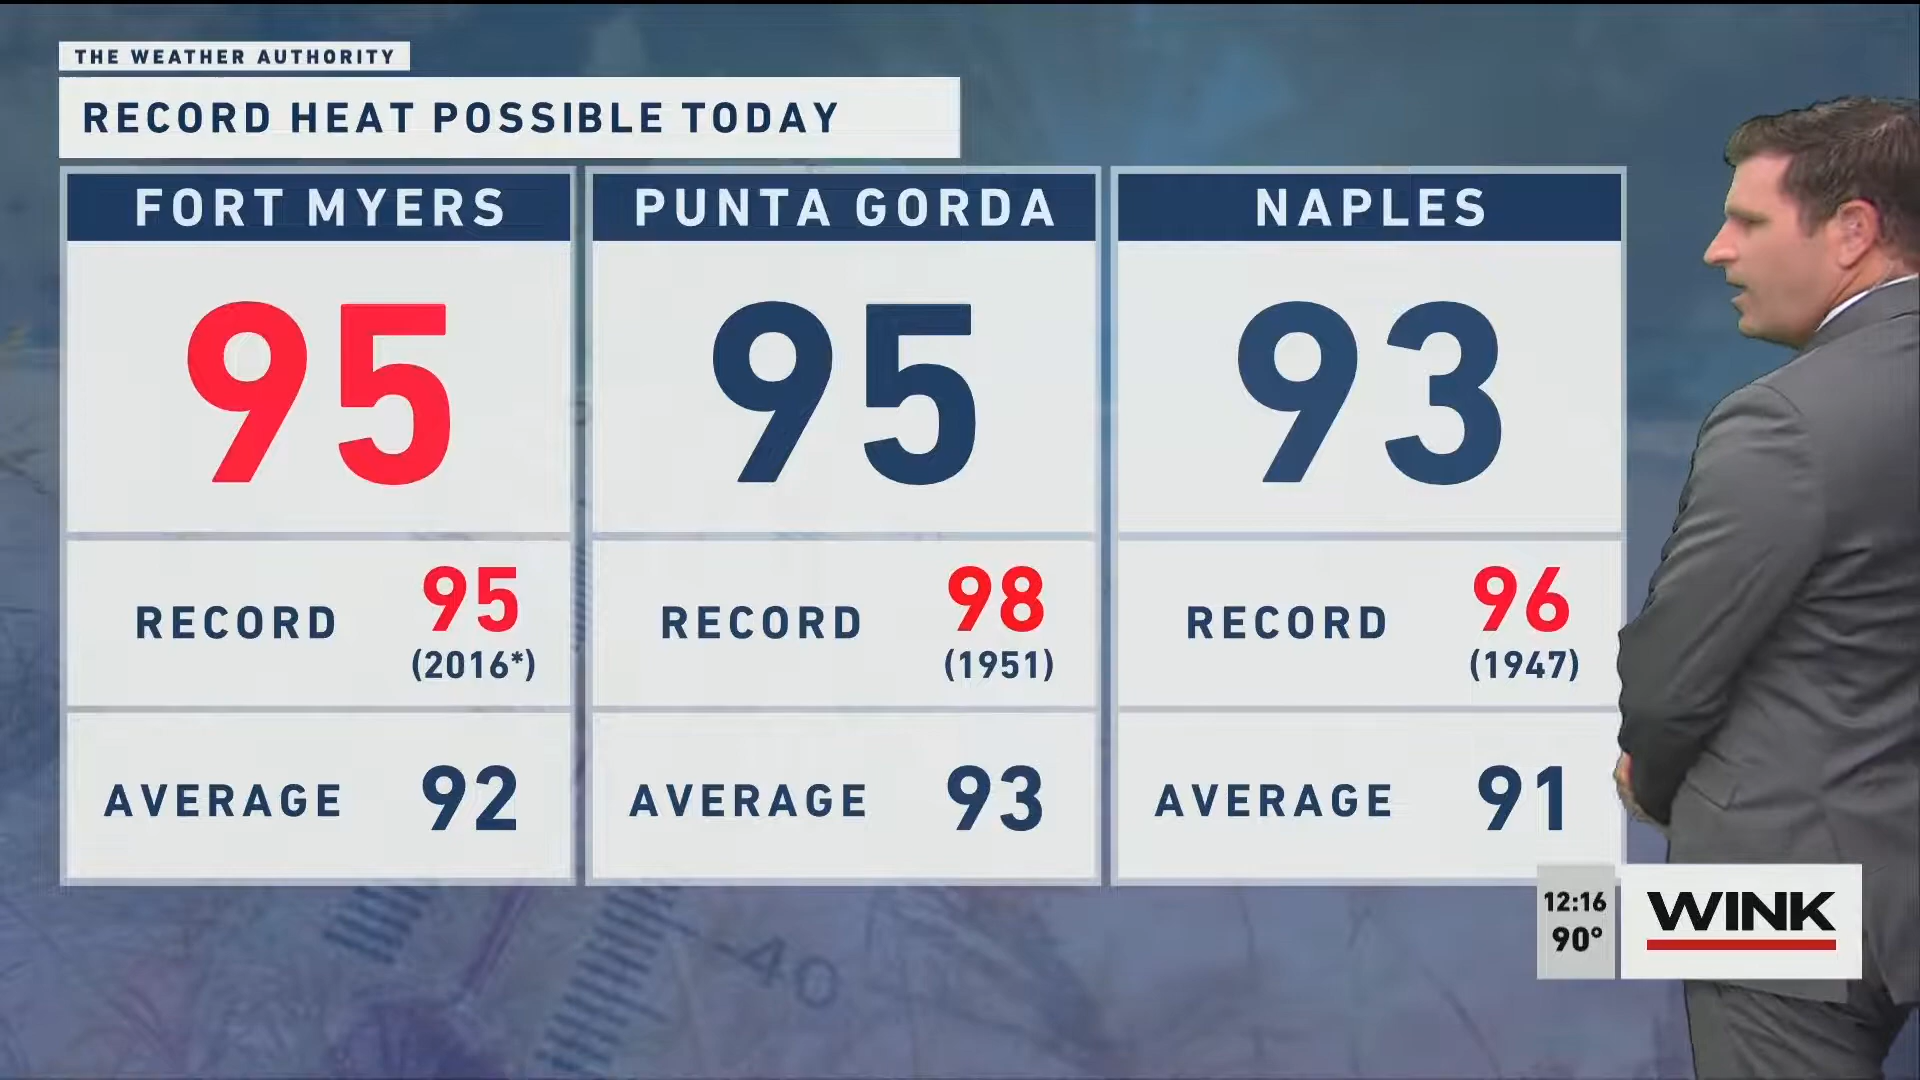 THE WEATHER AUTHORITY
RECORD HEAT POSSIBLE TODAY
FORT MYERS
95
RECORD 95
(2016*)
AVERAGE 92
PUNTA GORDA
95
RECORD 98
(1951)
AVERAGE 93
NAPLES
93
RECORD 96
(1947)
AVERAGE 91
40
12:16
90°
WINK